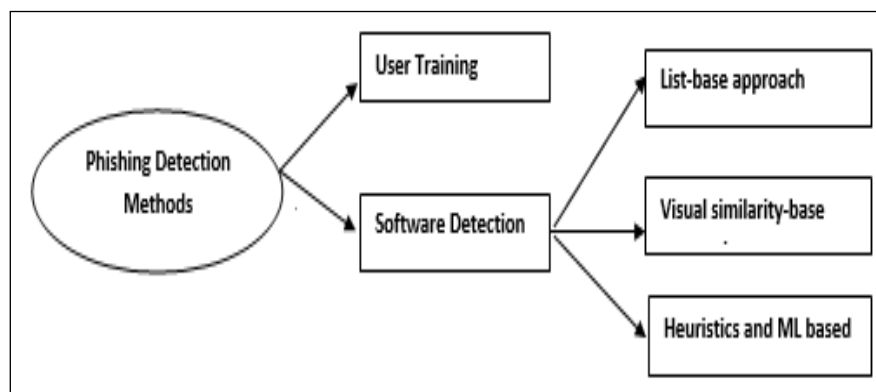 Phishing Detection
Methods
User Training
Software Detection
List-base approach
Visual similarity-base
Heuristics and ML based